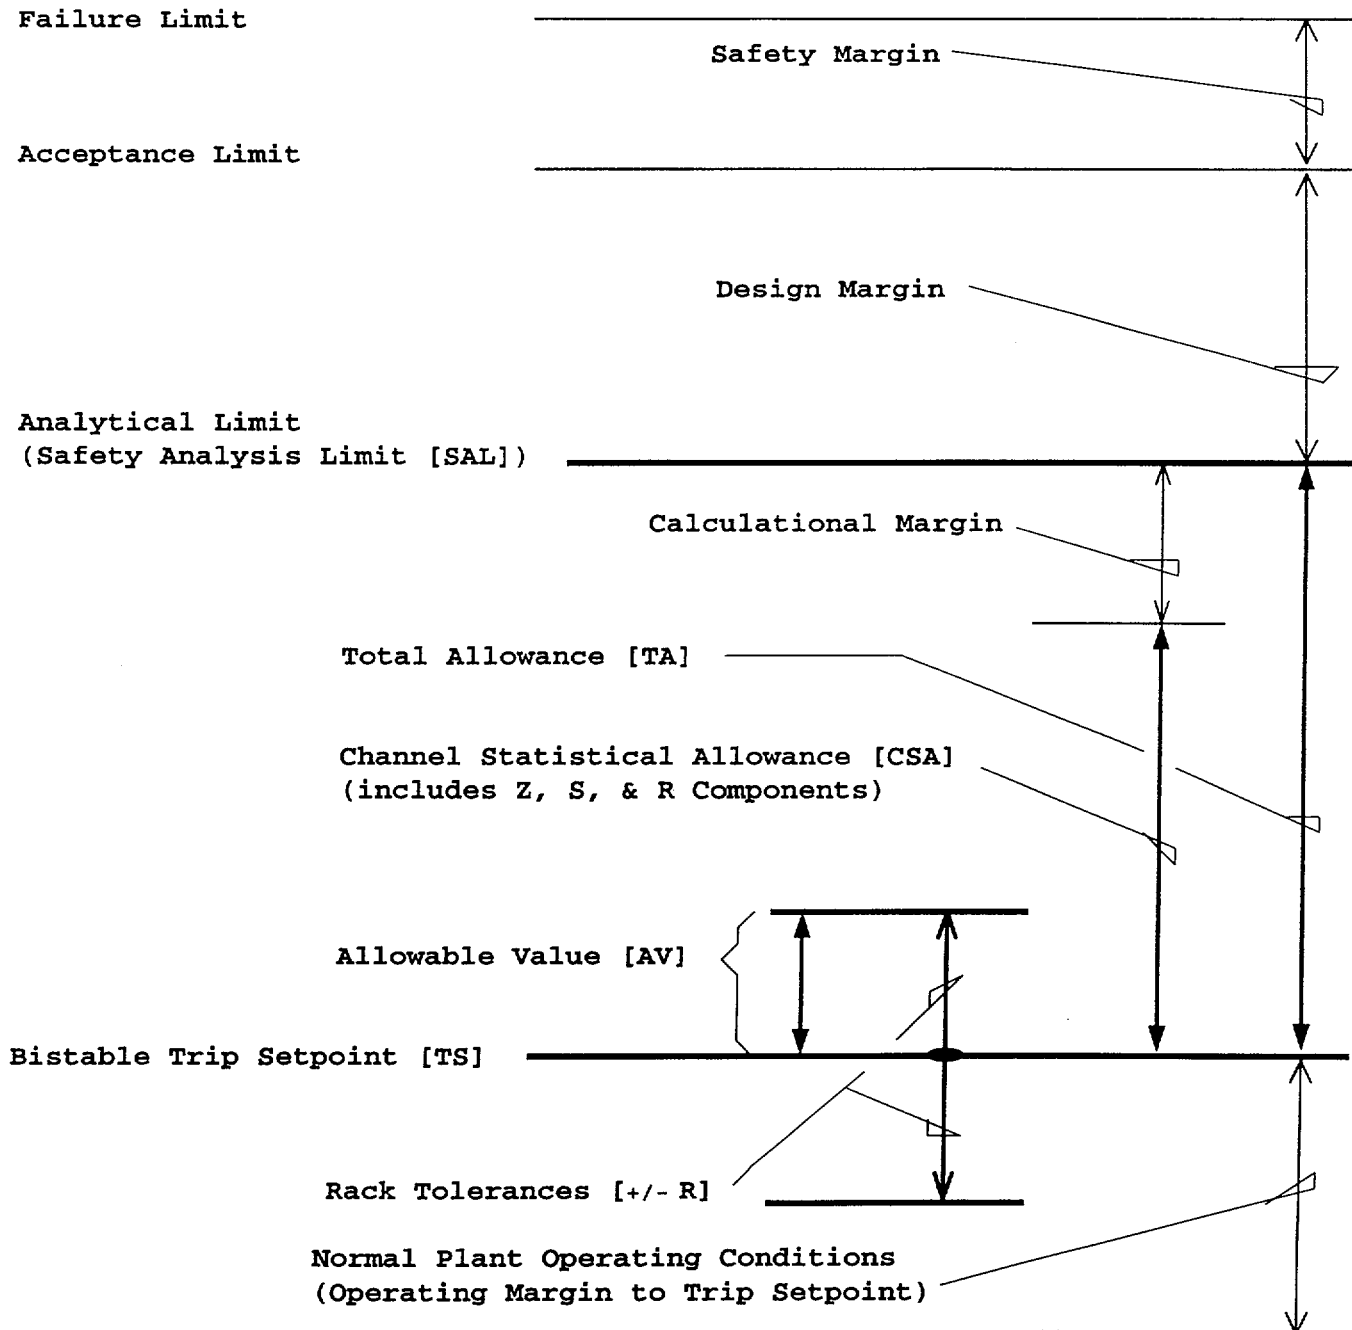 Failure Limit
Safety Margin
Acceptance Limit
Design Margin
Analytical Limit
(Safety Analysis Limit [SAL])
Calculational Margin
Total Allowance [TA]
Channel Statistical Allowance [CSA]
(includes Z, S, & R Components)
Allowable Value [AV]
Bistable Trip Setpoint [TS]
Rack Tolerances [+/- R]
Normal Plant Operating Conditions
(Operating Margin to Trip Setpoint)